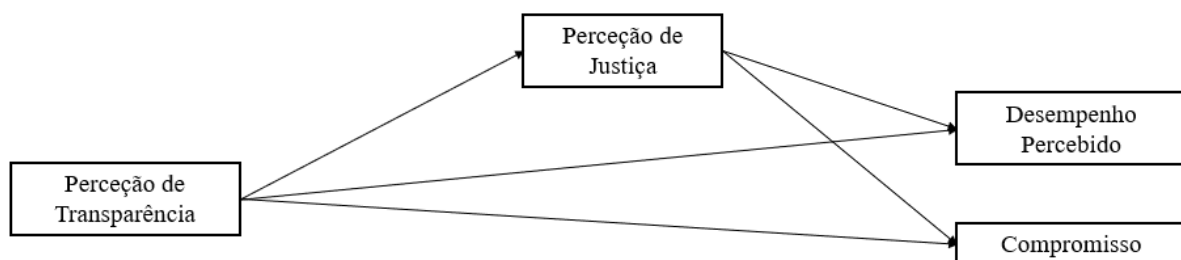 Perceção de
Justiça
Desempenho
Percebido
Perceção de
Transparência
Compromisso